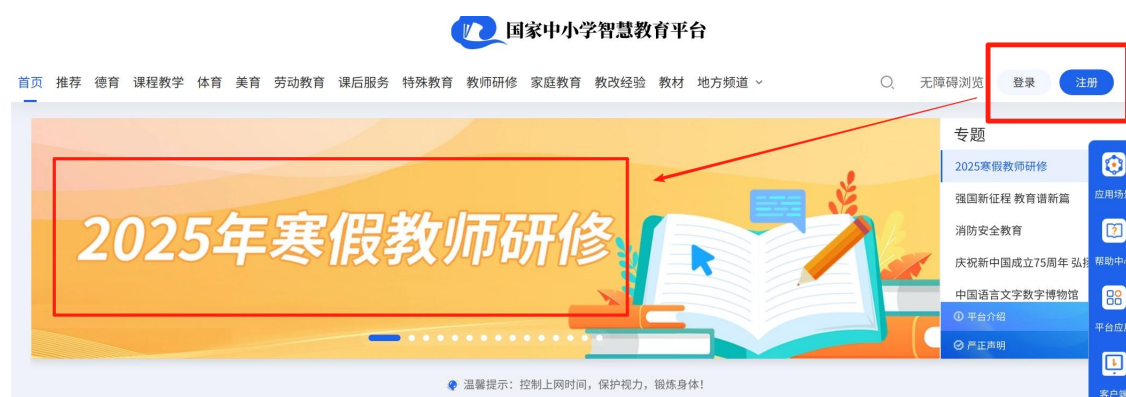 国家中小学智慧教育平台
首页 推荐 德育 课程教学 体育 美育 劳动教育 课后服务 特殊教育 教师研修 家庭教育 教改经验 教材 地方频道 无障碍浏览 登录 注册
2025年寒假教师研修
专题
2025寒假教师研修
强国新征程 教育谱新篇
消防安全教育
庆祝新中国成立75周年 弘扬
中国语言文字数字博物馆
平台介绍
严正声明
应用场
帮助中
平台应
客户端
温馨提示：控制上网时间，保护视力，锻炼身体！